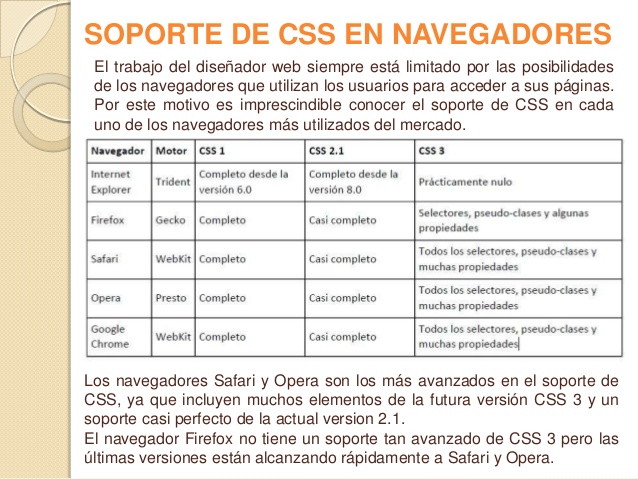 SOPORTE DE CSS EN NAVEGADORES
El trabajo del diseñador web siempre está limitado por las posibilidades
de los navegadores que utilizan los usuarios para acceder a sus páginas.
Por este motivo es imprescindible conocer el soporte de CSS en cada
uno de los navegadores más utilizados del mercado.
Navegador Motor CSS 1 CSS 2.1 CSS 3
Internet Explorer Trident Completo desde la versión 6.0 Completo desde la versión 8.0 Prácticamente nulo
Firefox Gecko Completo Casi completo Selectores, pseudo-clases y algunas propiedades
Safari WebKit Completo Casi completo Todos los selectores, pseudo-clases y muchas propiedades
Opera Presto Completo Casi completo Todos los selectores, pseudo-clases y muchas propiedades
Google Chrome WebKit Completo Casi completo Todos los selectores, pseudo-clases y muchas propiedades
Los navegadores Safari y Opera son los más avanzados en el soporte de
CSS, ya que incluyen muchos elementos de la futura versión CSS 3 y un
soporte casi perfecto de la actual version 2.1.
El navegador Firefox no tiene un soporte tan avanzado de CSS 3 pero las
últimas versiones están alcanzando rápidamente a Safari y Opera.